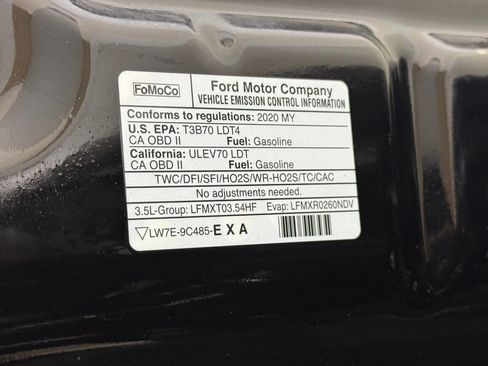 FoMoCo
Ford Motor Company
VEHICLE EMISSION CONTROL INFORMATION
Conforms to regulations: 2020 MY
U.S. EPA: T3B70 LDT4
CA OBD II Fuel: Gasoline
California: ULEV70 LDT
CA OBD II Fuel: Gasoline
TWC/DFI/SFI/HO2S/WR-HO2S/TC/CAC
No adjustments needed.
3.5L-Group: LFMXT03.54HF Evap: LFMXR0260NDV
▽LW7E-9C485-EXA